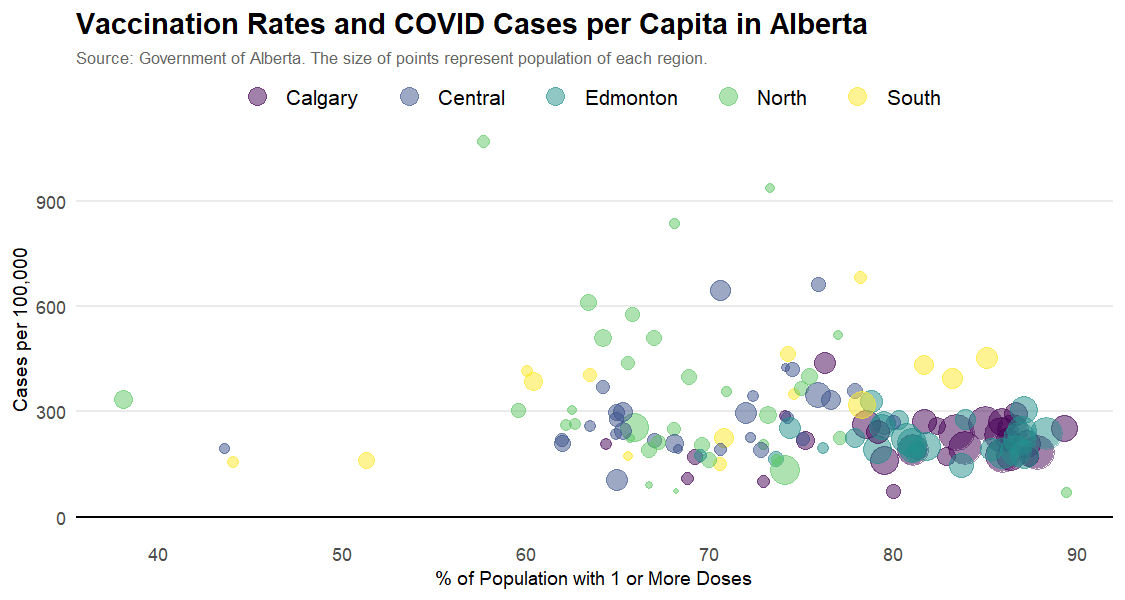 Vaccination Rates and COVID Cases per Capita in Alberta
Source: Government of Alberta. The size of points represent population of each region.
Calgary Central Edmonton North South
Cases per 100,000
900
600
300
0
40 50 60 70 80 90
% of Population with 1 or More Doses